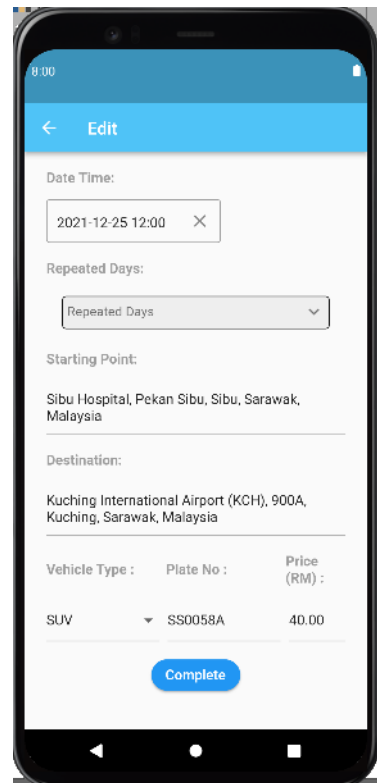 8:00
Edit
Date Time:
2021-12-25 12:00
Repeated Days:
Repeated Days
Starting Point:
Sibu Hospital, Pekan Sibu, Sibu, Sarawak,
Malaysia
Destination:
Kuching International Airport (KCH), 900A,
Kuching, Sarawak, Malaysia
Vehicle Type : Plate No : Price
(RM) :
SUV SS0058A 40.00
Complete